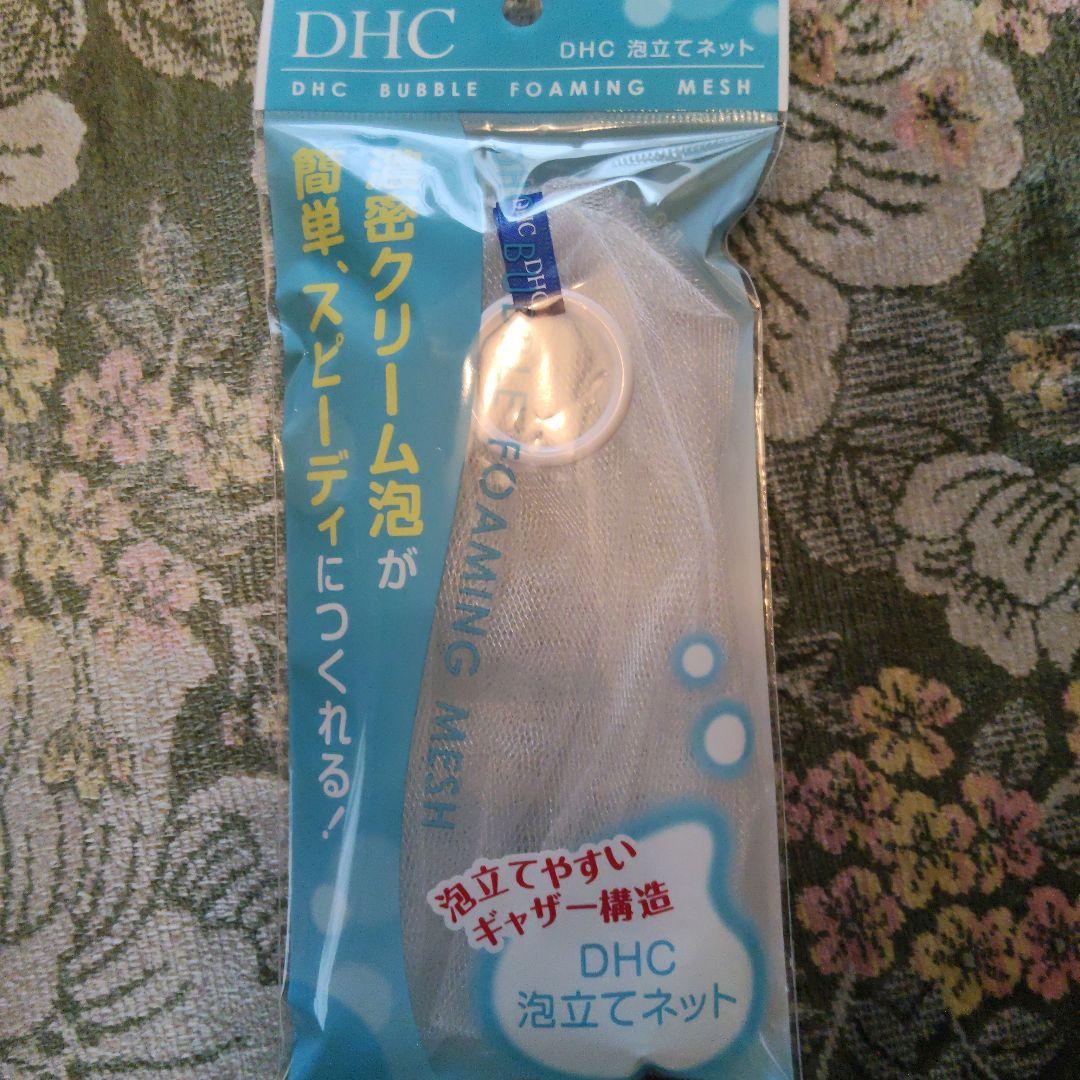 DHC
DHC 泡立てネット
DHC BUBBLE FOAMING MESH
濃密クリーム泡が
簡単、スピーディにつくれる!
DHC DHC
FOAMING MESH
泡立てやすい
ギャザー構造
DHC
泡立てネット